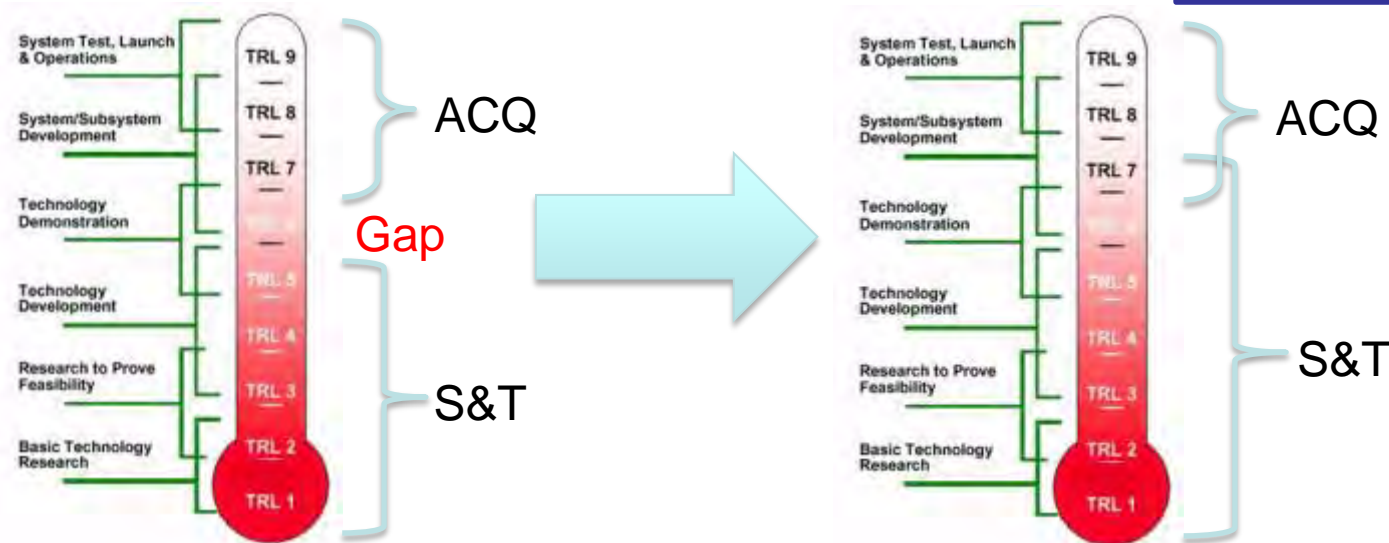 System Test, Launch
& Operations
System/Subsystem
Development
Technology
Demonstration
Technology
Development
Research to Prove
Feasibility
Basic Technology
Research
TRL 9
TRL 8
TRL 7
TRL 5
TRL 4
TRL 3
TRL 2
TRL 1
ACQ
Gap
S&T
System Test, Launch
& Operations
System/Subsystem
Development
Technology
Demonstration
Technology
Development
Research to Prove
Feasibility
Basic Technology
Research
TRL 9
TRL 8
TRL 7
TRL 5
TRL 4
TRL 3
TRL 2
TRL 1
ACQ
S&T